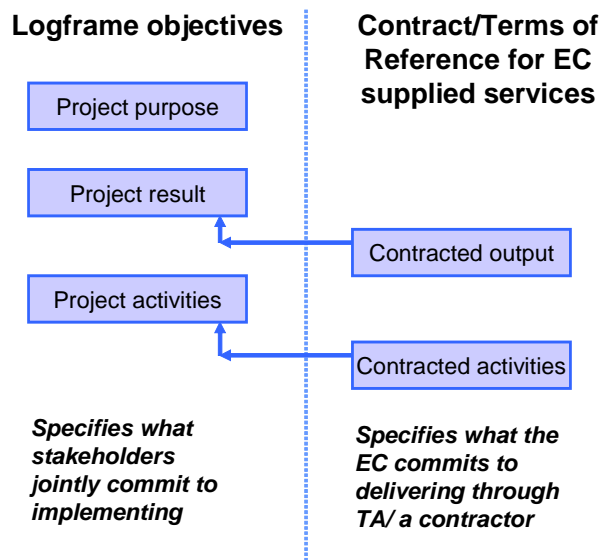 Logframe objectives
Contract/Terms of
Reference for EC
supplied services
Project purpose
Project result
Contracted output
Project activities
Contracted activities
Specifies what
stakeholders
jointly commit to
implementing
Specifies what the
EC commits to
delivering through
TA/ a contractor